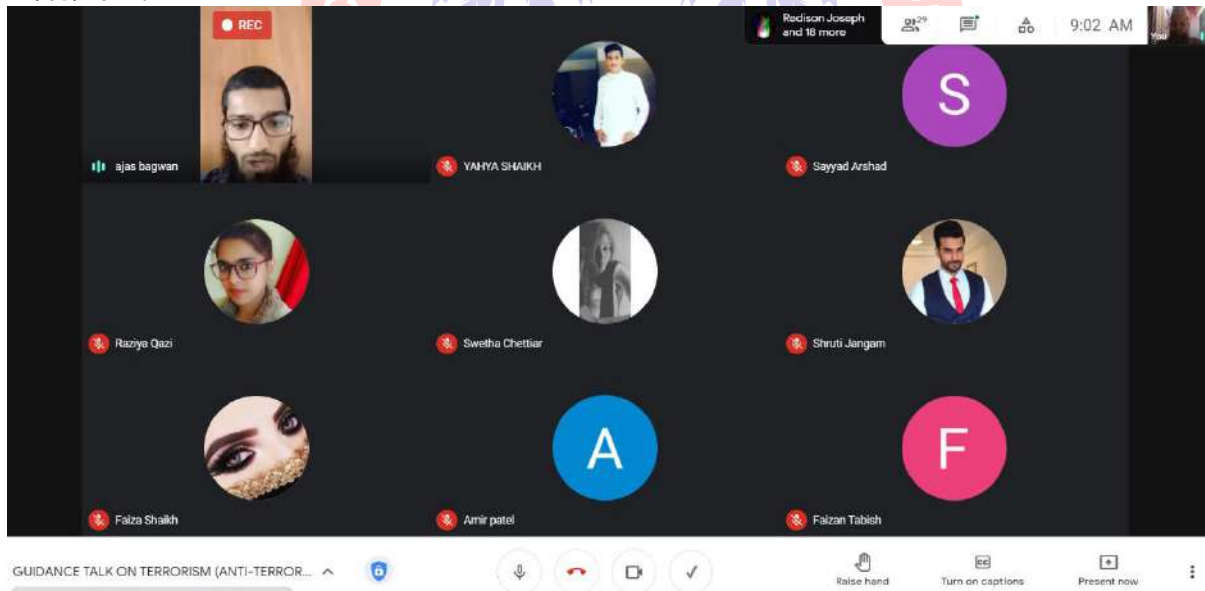 REC
Redison Joseph
and 18 more
29
9:02 AM
You
ajas bagwan
YAHYA SHAIKH
S
Sayyad Arshad
Raziya Qazi
Swetha Chettiar
Shruti Jangam
Faiza Shaikh
A
Amir patel
F
Faizan Tabish
GUIDANCE TALK ON TERRORISM (ANTI-TERROR...
Raise hand
CC
Turn on captions
Present now